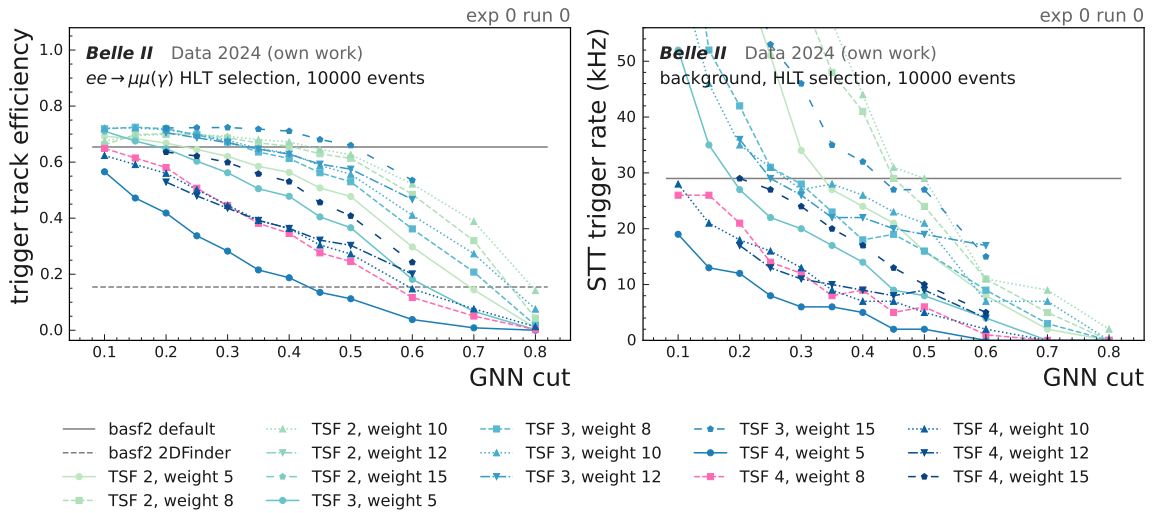 exp 0 run 0
Belle II Data 2024 (own work)
ee→μμ(γ) HLT selection, 10000 events
trigger track efficiency
1.0
0.8
0.6
0.4
0.2
0.0
0.1 0.2 0.3 0.4 0.5 0.6 0.7 0.8
GNN cut
exp 0 run 0
Belle II Data 2024 (own work)
background, HLT selection, 10000 events
STT trigger rate (kHz)
50
40
30
20
10
0
0.1 0.2 0.3 0.4 0.5 0.6 0.7 0.8
GNN cut
basf2 default
basf2 2DFinder
TSF 2, weight 5
TSF 2, weight 8
TSF 2, weight 10
TSF 2, weight 12
TSF 2, weight 15
TSF 3, weight 5
TSF 3, weight 8
TSF 3, weight 10
TSF 3, weight 12
TSF 3, weight 15
TSF 4, weight 5
TSF 4, weight 8
TSF 4, weight 10
TSF 4, weight 12
TSF 4, weight 15